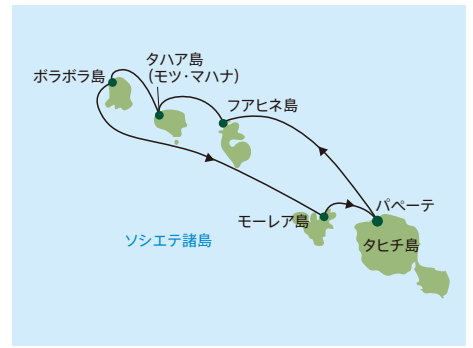 タハア島
(モツ・マハナ)
ボラボラ島
フアヒネ島
パペーテ
モーレア島
タヒチ島
ソシエテ諸島